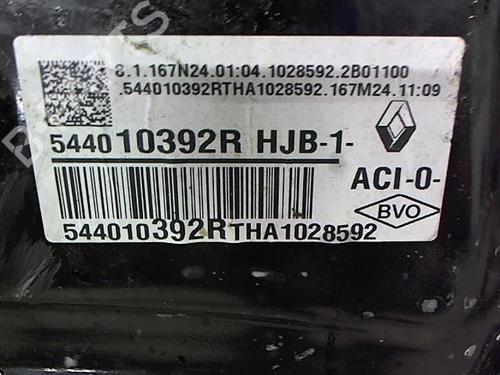 8.1.167N24.01:04.1028592.2B01100
.544010392RTHA1028592.167M24.11:09
544010392R HJB-1-
ACI-0-
BVO
544010392RTHA1028592